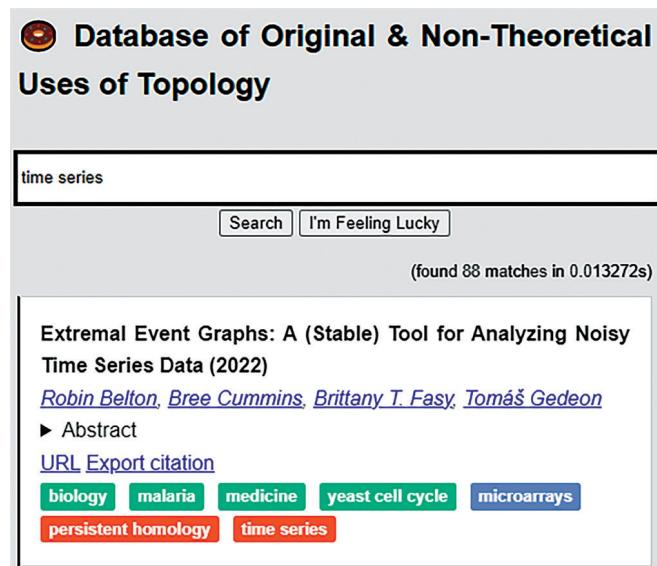 Database of Original & Non-Theoretical
Uses of Topology
time series
Search I'm Feeling Lucky
(found 88 matches in 0.013272s)
Extremal Event Graphs: A (Stable) Tool for Analyzing Noisy
Time Series Data (2022)
Robin Belton, Bree Cummins, Brittany T. Fasy, Tomáš Gedeon
▶ Abstract
URL Export citation
biology malaria medicine yeast cell cycle microarrays
persistent homology time series